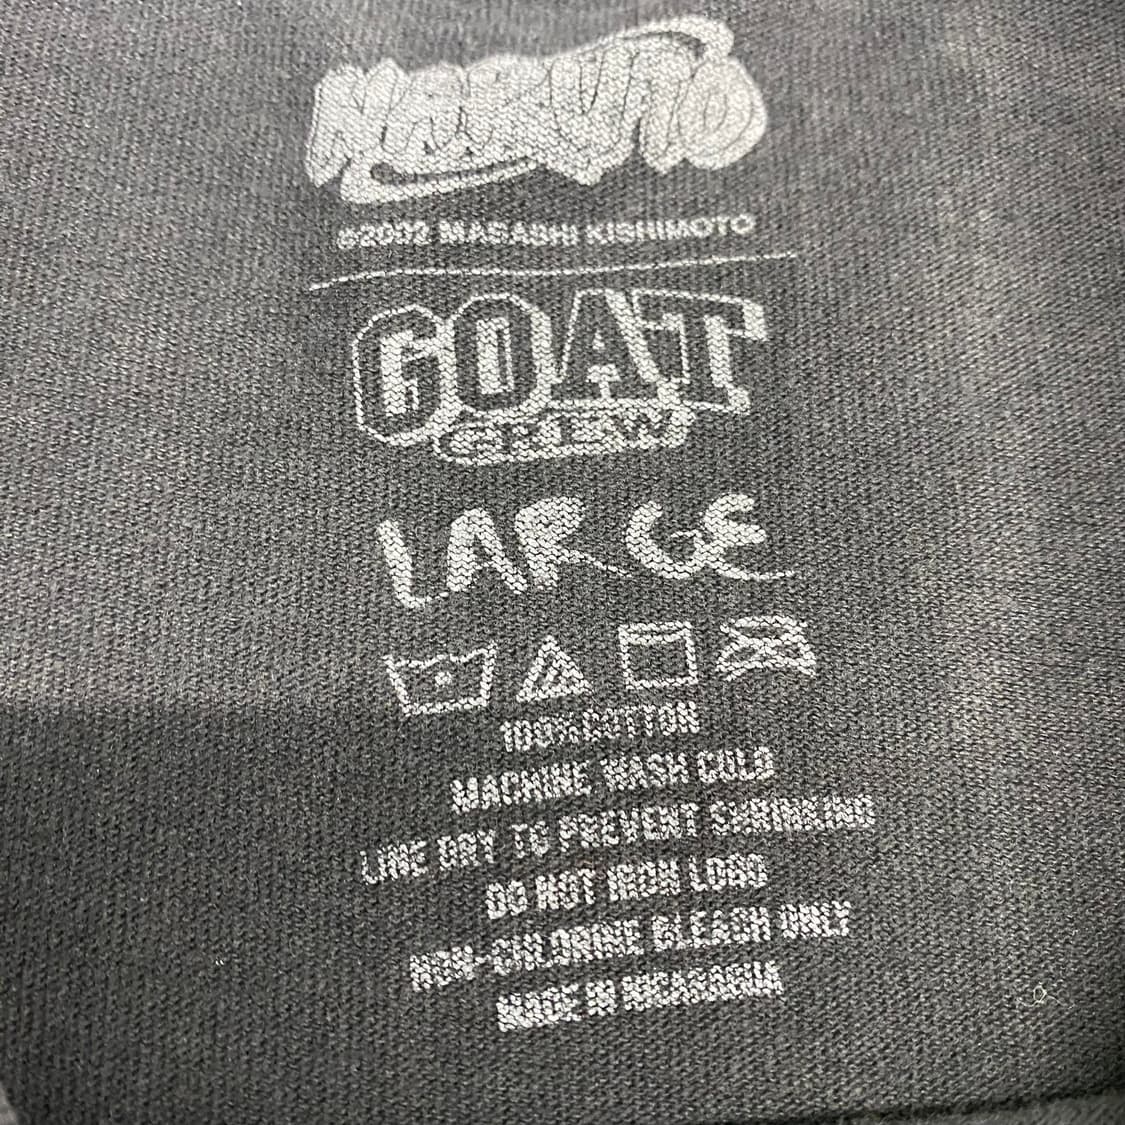 NARUTO
©2002 MASASHI KISHIMOTO
GOAT
CREW
LARGE
100% COTTON
MACHINE WASH COLD
LINE DRY TO PREVENT SHRINKING
DO NOT IRON LOGO
NON-CHLORINE BLEACH ONLY
MADE IN NICARAGUA